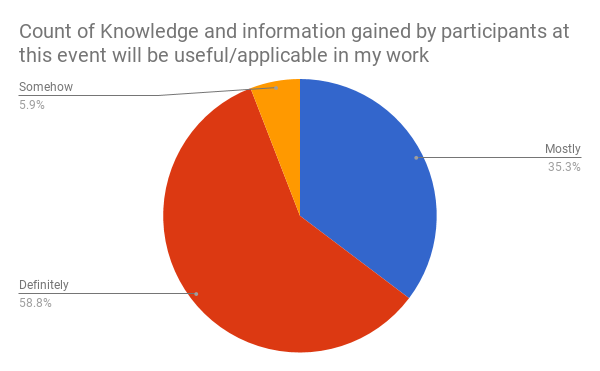 Count of Knowledge and information gained by participants at
this event will be useful/applicable in my work
Somehow
5.9%
Mostly
35.3%
Definitely
58.8%